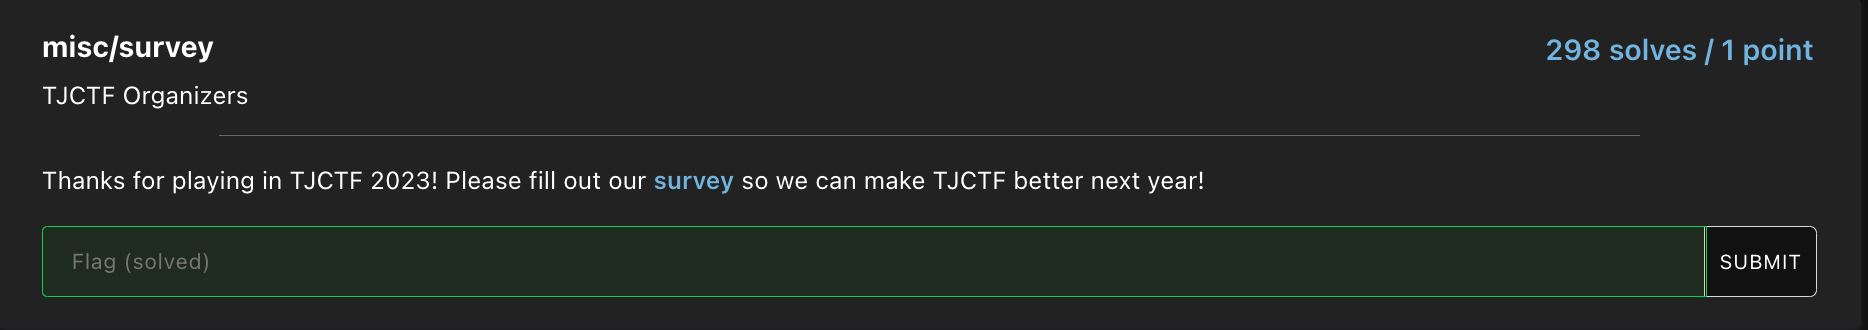 misc/survey
298 solves / 1 point
TJCTF Organizers
Thanks for playing in TJCTF 2023! Please fill out our survey so we can make TJCTF better next year!
Flag (solved)
SUBMIT